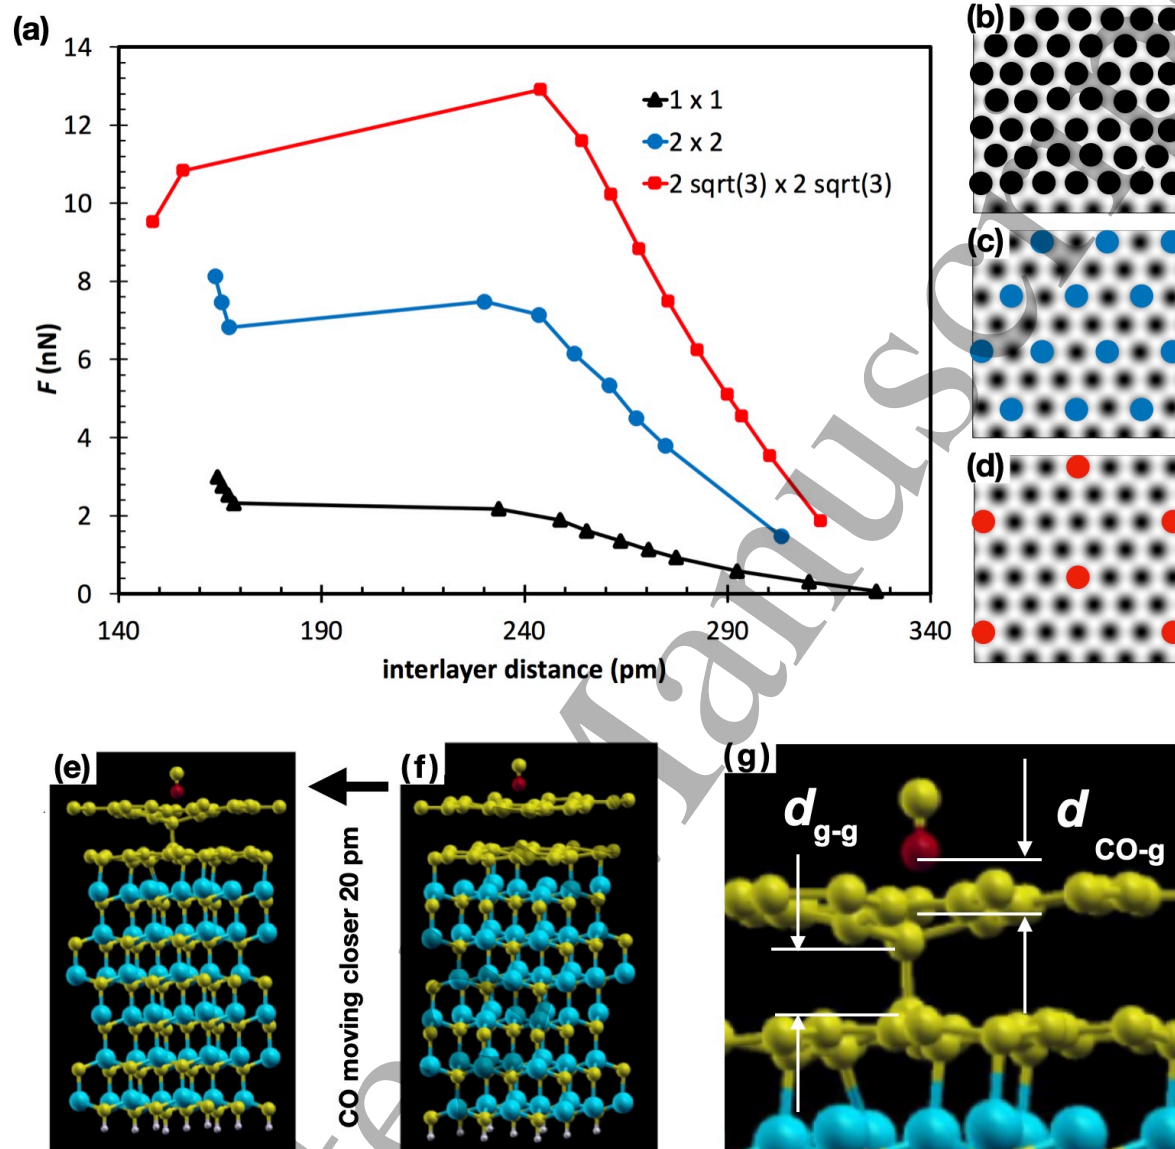 (a)
14
12
10
8
6
4
2
0
F (nN)
1 x 1
2 x 2
2 sqrt(3) x 2 sqrt(3)
140
190
240
290
340
interlayer distance (pm)
(b)
(c)
(d)
(e)
CO moving closer 20 pm
(f)
(g)
d g-g
d CO-g
Manuscr